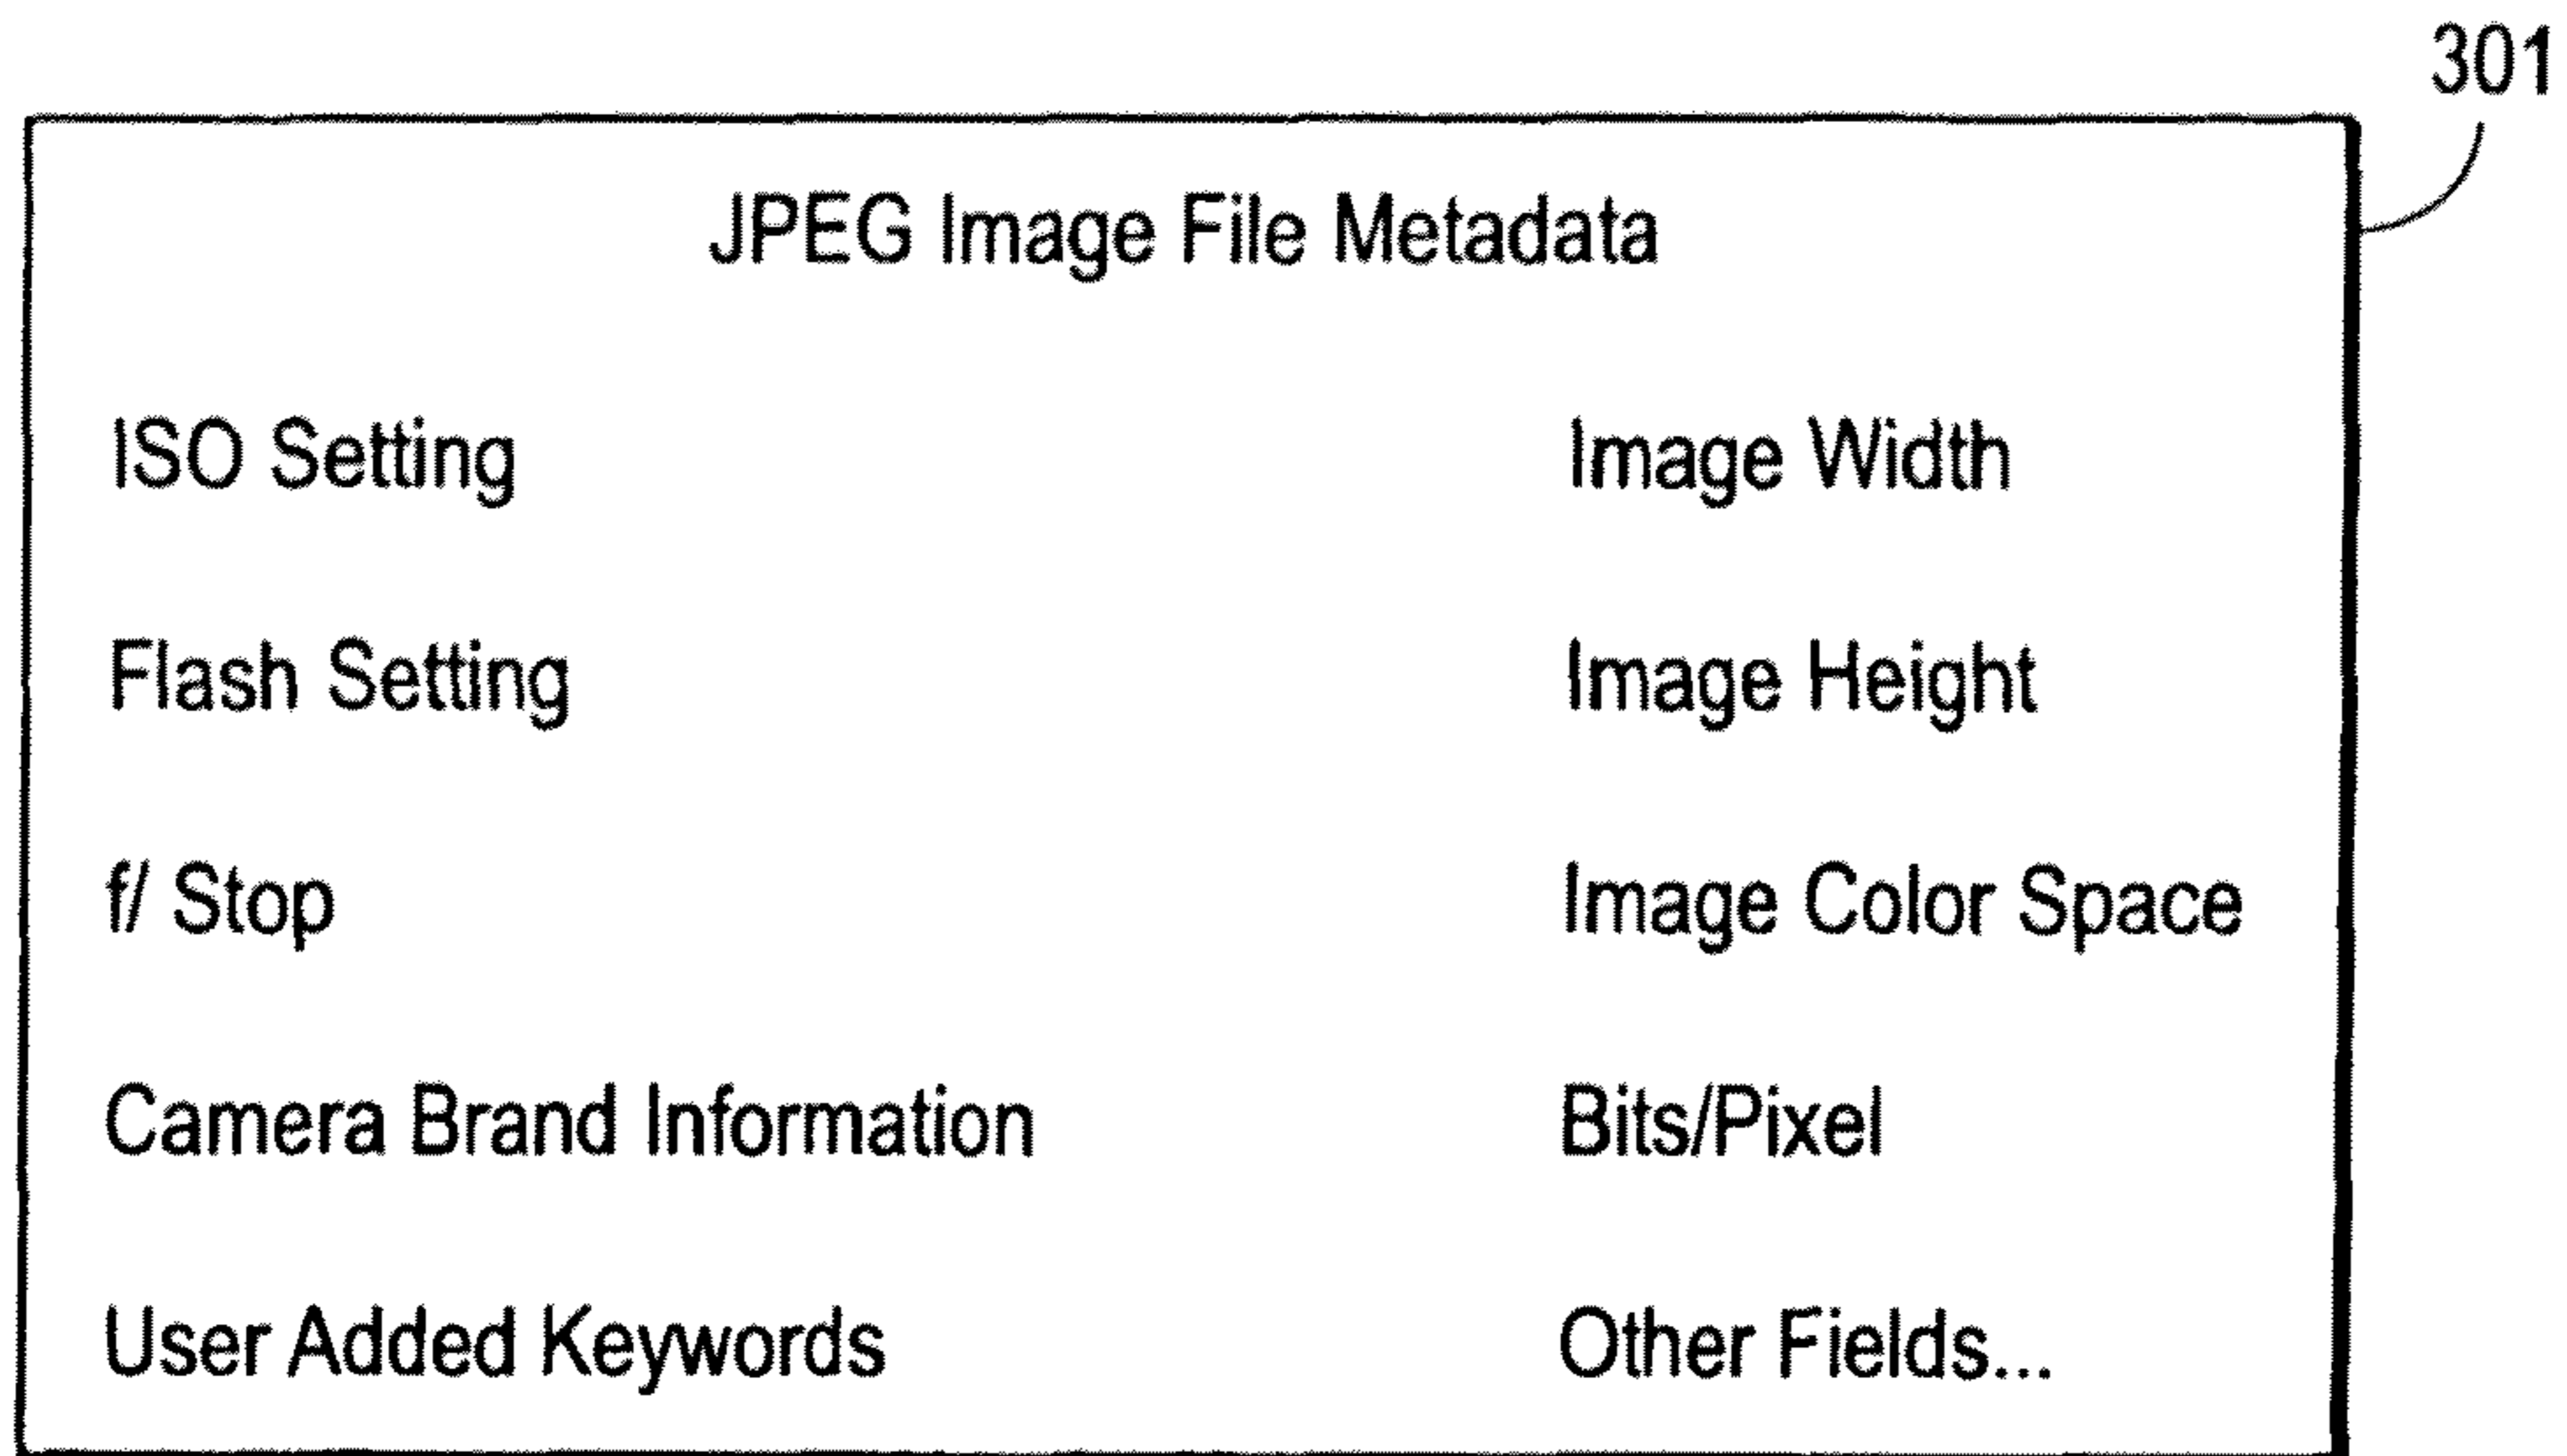 301
JPEG Image File Metadata
ISO Setting
Image Width
Flash Setting
Image Height
f/ Stop
Image Color Space
Camera Brand Information
Bits/Pixel
User Added Keywords
Other Fields...